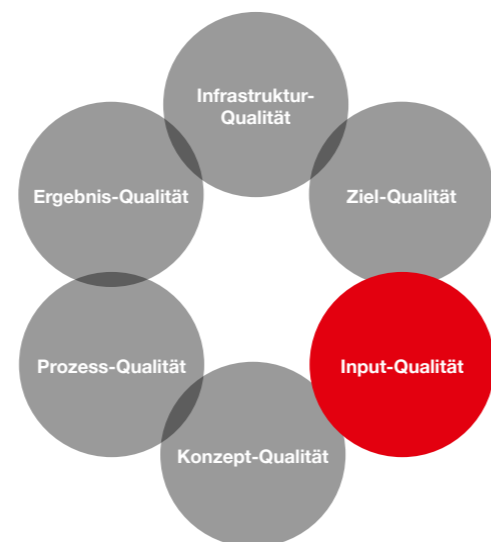 Infrastruktur-
Qualität
Ergebnis-Qualität
Ziel-Qualität
Prozess-Qualität
Input-Qualität
Konzept-Qualität